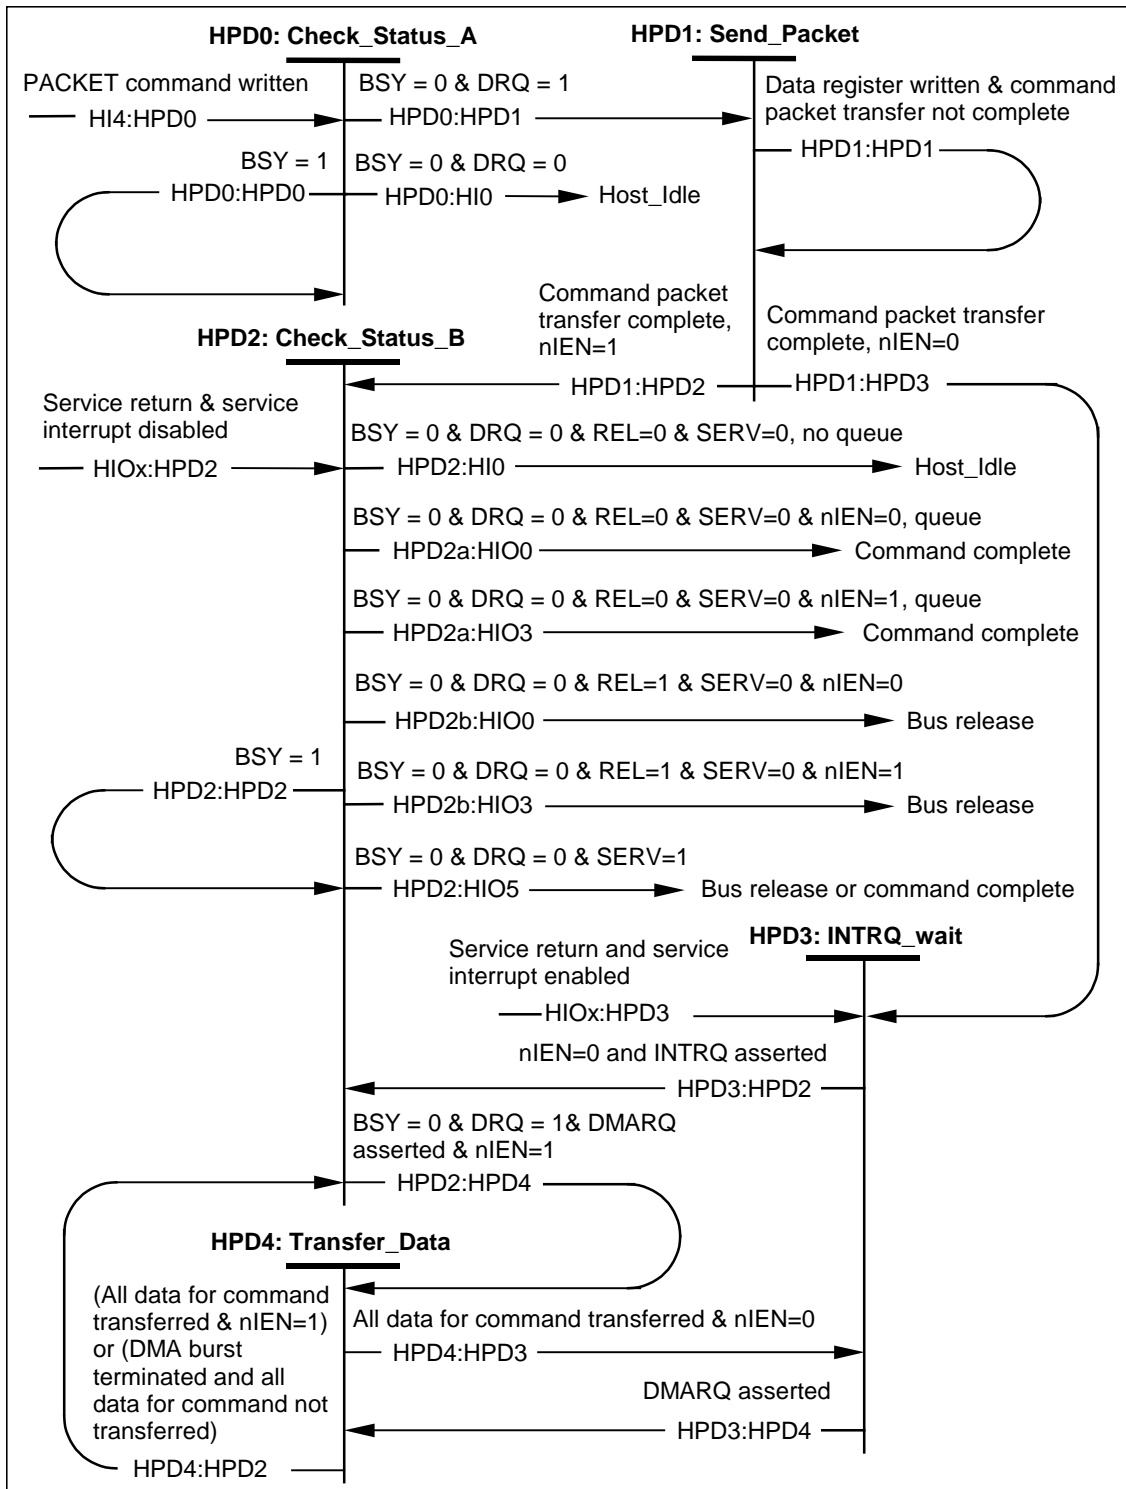 HPD0: Check_Status_A
HPD1: Send_Packet
PACKET command written
HI4:HPD0
BSY = 0 & DRQ = 1
HPD0:HPD1
Data register written & command
packet transfer not complete
HPD1:HPD1
BSY = 1
HPD0:HPD0
BSY = 0 & DRQ = 0
HPD0:HI0
Host_Idle
Command packet
transfer complete,
nIEN=1
HPD1:HPD2
Command packet transfer
complete, nIEN=0
HPD1:HPD3
HPD2: Check_Status_B
Service return & service
interrupt disabled
HIOx:HPD2
BSY = 0 & DRQ = 0 & REL=0 & SERV=0, no queue
HPD2:HI0
Host_Idle
BSY = 0 & DRQ = 0 & REL=0 & SERV=0 & nIEN=0, queue
HPD2a:HIO0
Command complete
BSY = 0 & DRQ = 0 & REL=0 & SERV=0 & nIEN=1, queue
HPD2a:HIO3
Command complete
BSY = 0 & DRQ = 0 & REL=1 & SERV=0 & nIEN=0
HPD2b:HIO0
Bus release
BSY = 1
HPD2:HPD2
BSY = 0 & DRQ = 0 & REL=1 & SERV=0 & nIEN=1
HPD2b:HIO3
Bus release
BSY = 0 & DRQ = 0 & SERV=1
HPD2:HIO5
Bus release or command complete
HPD3: INTRQ_wait
Service return and service
interrupt enabled
HIOx:HPD3
nIEN=0 and INTRQ asserted
HPD3:HPD2
BSY = 0 & DRQ = 1& DMARQ
asserted & nIEN=1
HPD2:HPD4
HPD4: Transfer_Data
(All data for command
transferred & nIEN=1)
or (DMA burst
terminated and all
data for command not
transferred)
HPD4:HPD2
All data for command transferred & nIEN=0
HPD4:HPD3
DMARQ asserted
HPD3:HPD4